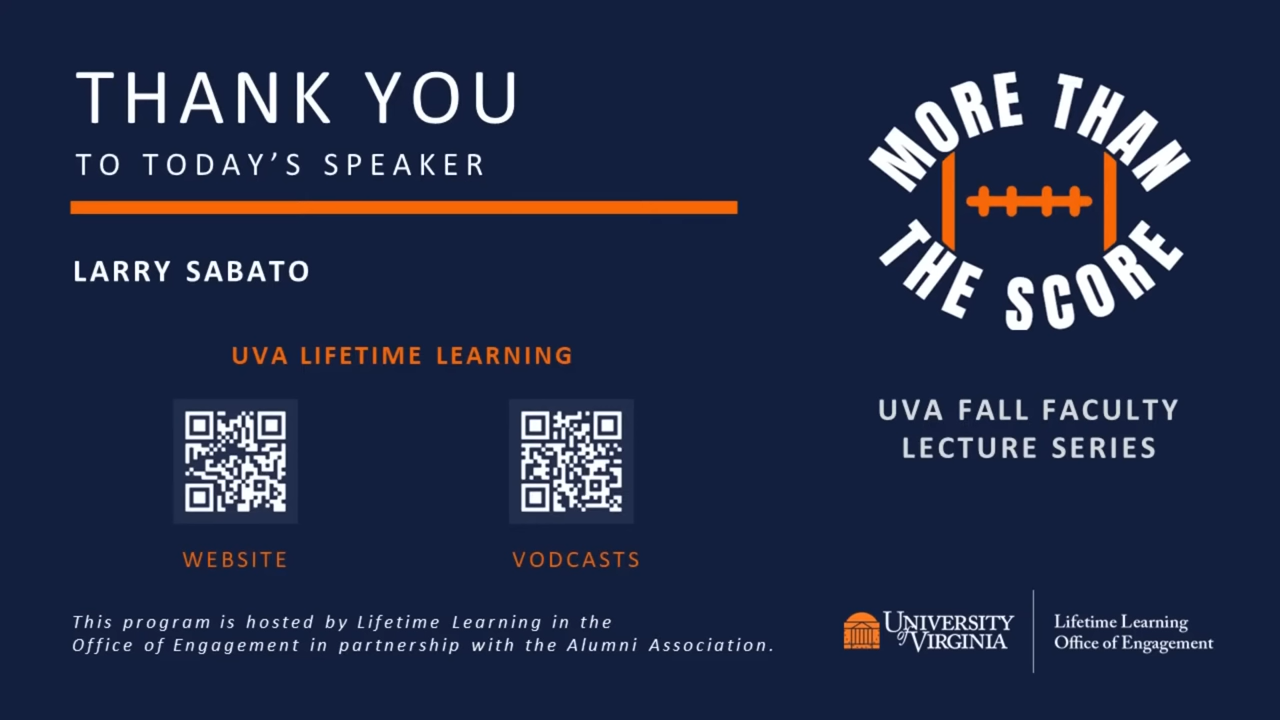 THANK YOU
TO TODAY’S SPEAKER
LARRY SABATO
UVA LIFETIME LEARNING
WEBSITE
VODCASTS
This program is hosted by Lifetime Learning in the
Office of Engagement in partnership with the Alumni Association.
MORE THAN
THE SCORE
UVA FALL FACULTY
LECTURE SERIES
UNIVERSITY
of VIRGINIA
Lifetime Learning
Office of Engagement